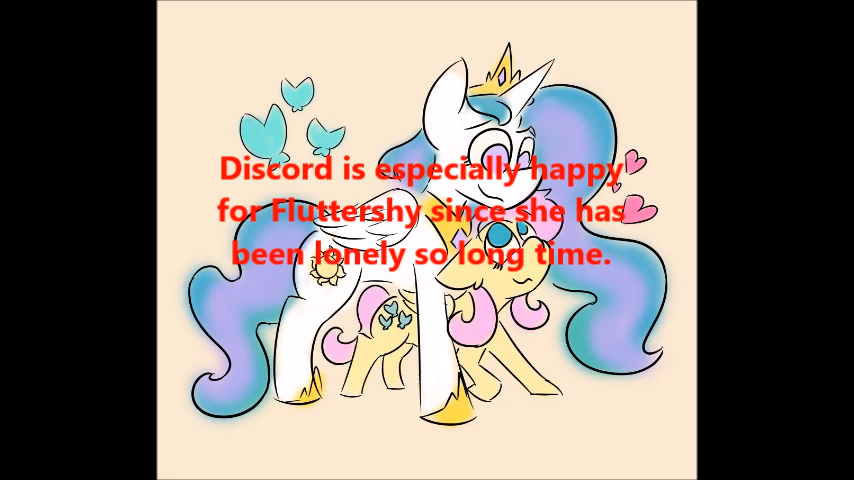 Discord is especially happy
for Fluttershy since she has
been lonely so long time.